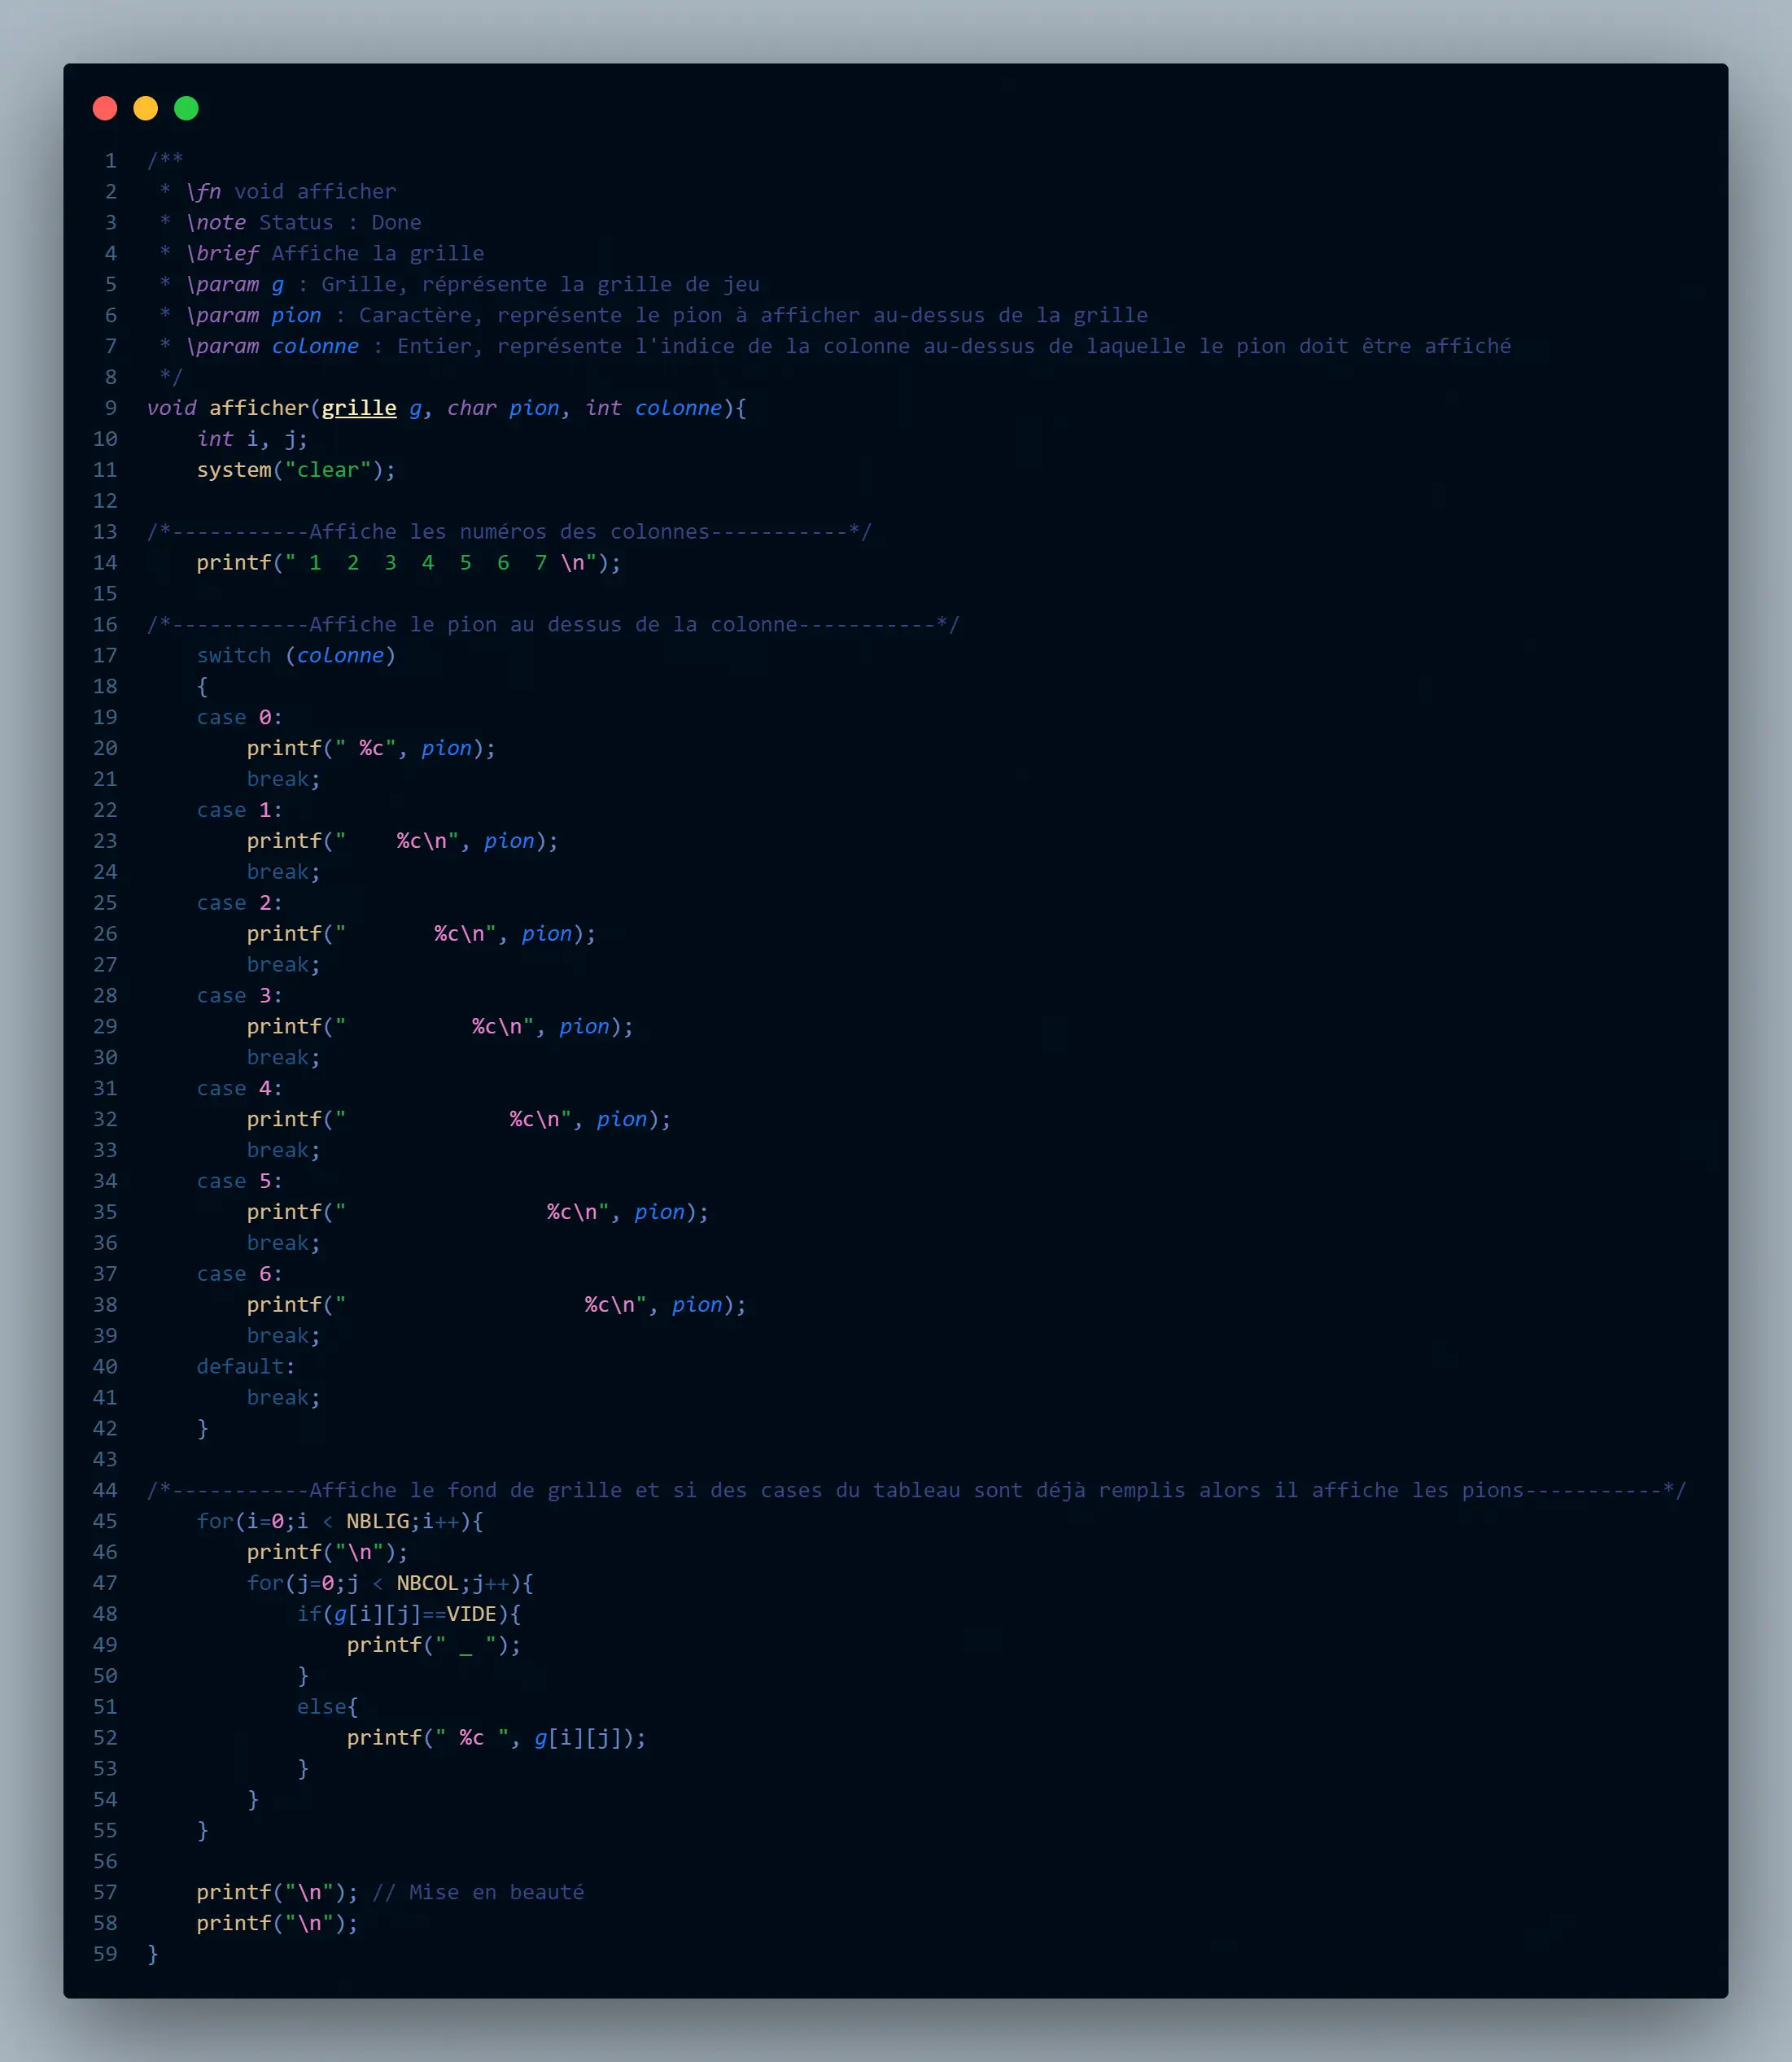 1 /**
2  * \fn void afficher
3  * \note Status : Done
4  * \brief Affiche la grille
5  * \param g : Grille, réprésente la grille de jeu
6  * \param pion : Caractère, représente le pion à afficher au-dessus de la grille
7  * \param colonne : Entier, représente l'indice de la colonne au-dessus de laquelle le pion doit être affiché
8  */
9 void afficher(grille g, char pion, int colonne){
10     int i, j;
11     system("clear");
12
13 /*-----------Affiche les numéros des colonnes-----------*/
14     printf(" 1  2  3  4  5  6  7 \n");
15
16 /*-----------Affiche le pion au dessus de la colonne-----------*/
17     switch (colonne)
18     {
19     case 0:
20         printf(" %c", pion);
21         break;
22     case 1:
23         printf("    %c\n", pion);
24         break;
25     case 2:
26         printf("       %c\n", pion);
27         break;
28     case 3:
29         printf("          %c\n", pion);
30         break;
31     case 4:
32         printf("             %c\n", pion);
33         break;
34     case 5:
35         printf("                %c\n", pion);
36         break;
37     case 6:
38         printf("                   %c\n", pion);
39         break;
40     default:
41         break;
42     }
43
44 /*-----------Affiche le fond de grille et si des cases du tableau sont déjà remplis alors il affiche les pions-----------*/
45     for(i=0;i < NBLIG;i++){
46         printf("\n");
47         for(j=0;j < NBCOL;j++){
48             if(g[i][j]==VIDE){
49                 printf(" _ ");
50             }
51             else{
52                 printf(" %c ", g[i][j]);
53             }
54         }
55     }
56
57     printf("\n"); // Mise en beauté
58     printf("\n");
59 }